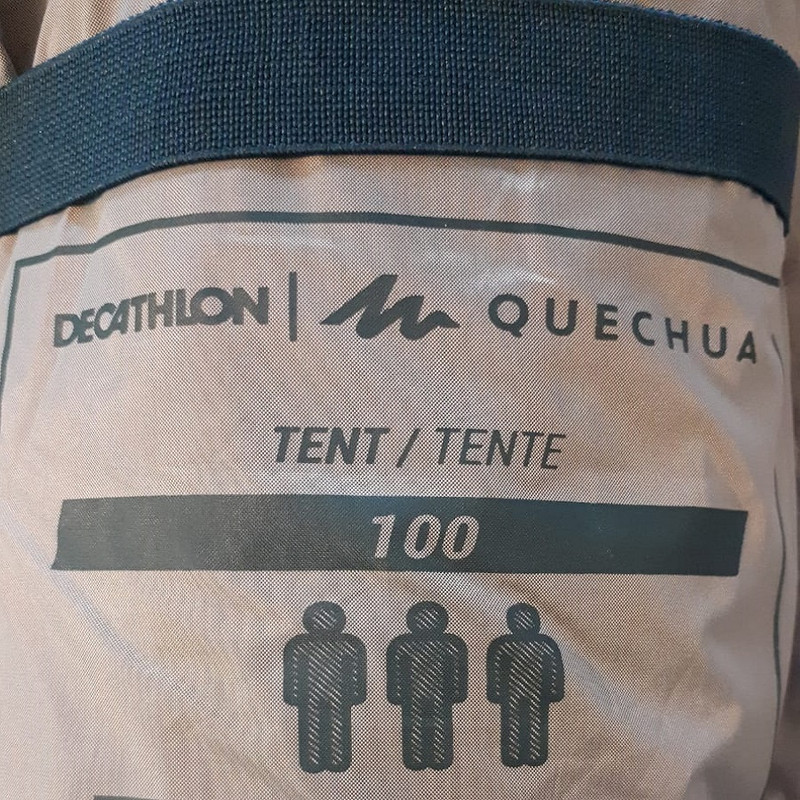 DECATHLON | QUECHUA
TENT / TENTE
100